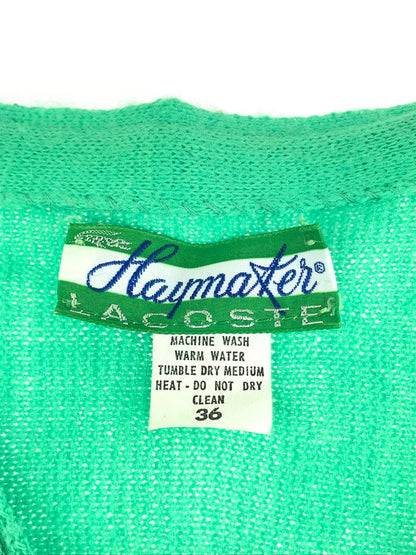 Haymaker®
LACOSTE
MACHINE WASH
WARM WATER
TUMBLE DRY MEDIUM
HEAT - DO NOT DRY
CLEAN
36